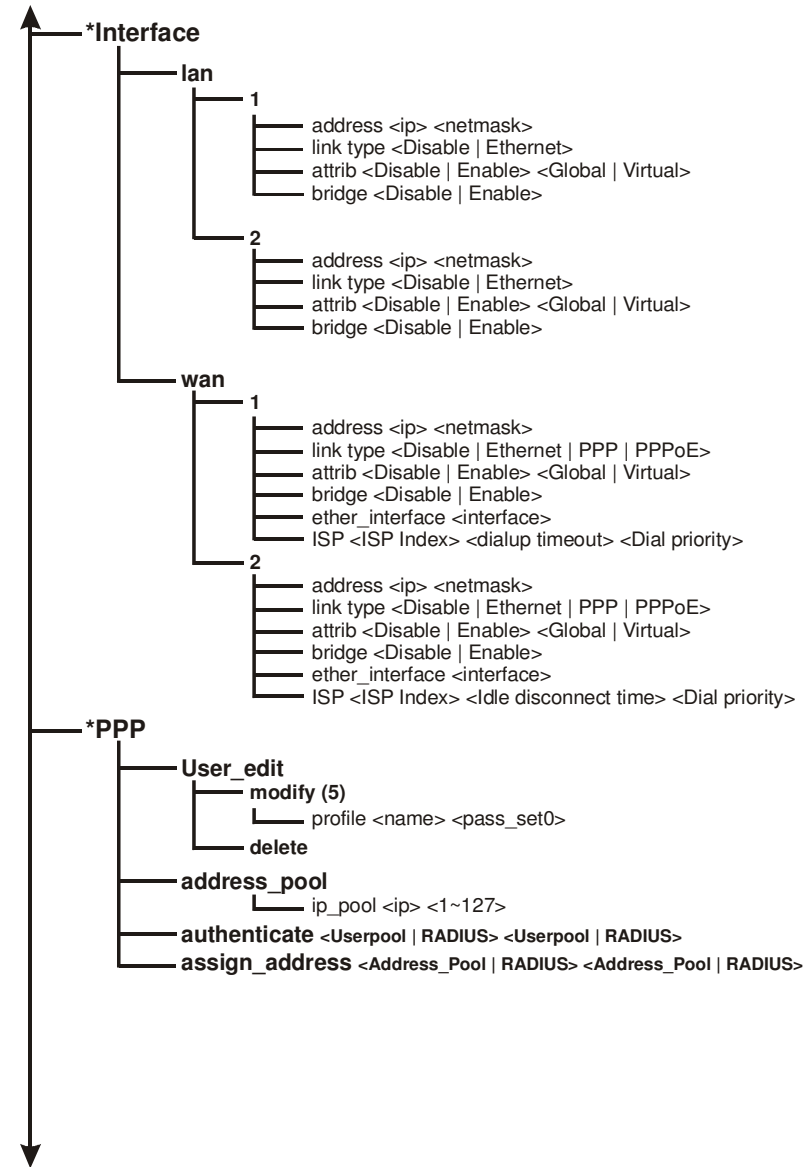 *Interface
lan
1
address <ip> <netmask>
link type <Disable | Ethernet>
attrib <Disable | Enable> <Global | Virtual>
bridge <Disable | Enable>
2
address <ip> <netmask>
link type <Disable | Ethernet>
attrib <Disable | Enable> <Global | Virtual>
bridge <Disable | Enable>
wan
1
address <ip> <netmask>
link type <Disable | Ethernet | PPP | PPPoE>
attrib <Disable | Enable> <Global | Virtual>
bridge <Disable | Enable>
ether_interface <interface>
ISP <ISP Index> <dialup timeout> <Dial priority>
2
address <ip> <netmask>
link type <Disable | Ethernet | PPP | PPPoE>
attrib <Disable | Enable> <Global | Virtual>
bridge <Disable | Enable>
ether_interface <interface>
ISP <ISP Index> <Idle disconnect time> <Dial priority>
*PPP
User_edit
modify (5)
profile <name> <pass_set0>
delete
address_pool
ip_pool <ip> <1~127>
authenticate <Userpool | RADIUS> <Userpool | RADIUS>
assign_address <Address_Pool | RADIUS> <Address_Pool | RADIUS>